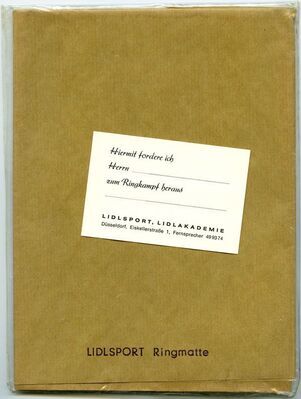 Hiermit fordere ich
Herrn
zum Ringkampf heraus
LIDLSPORT, LIDLAKADEMIE
Düsseldorf, Eiskellerstraße 1, Fernsprecher 499374
LIDLSPORT Ringmatte